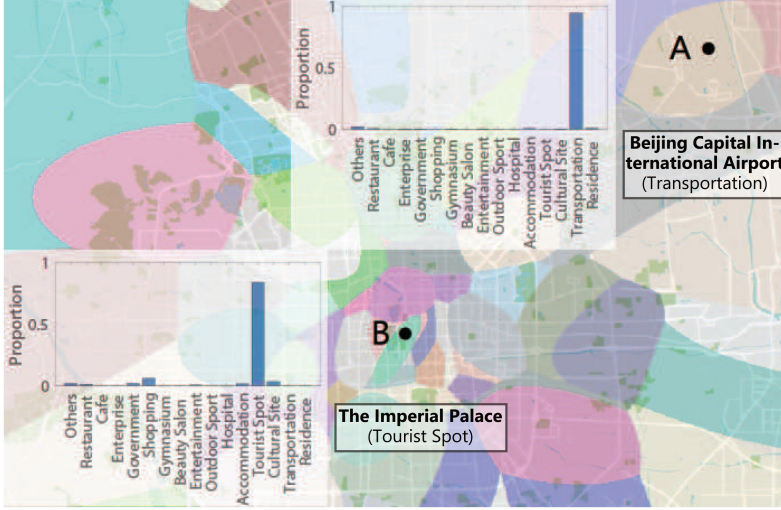 1
0.5
0
Proportion
Others
Restaurant
Cafe
Enterprise
Government
Shopping
Gymnasium
Beauty Salon
Entertainment
Outdoor Sport
Hospital
Accommodation
Tourist Spot
Cultural Site
Transportation
Residence
A
Beijing Capital In-
ternational Airport
(Transportation)
1
0.5
0
Proportion
Others
Restaurant
Cafe
Enterprise
Government
Shopping
Gymnasium
Beauty Salon
Entertainment
Outdoor Sport
Hospital
Accommodation
Tourist Spot
Cultural Site
Transportation
Residence
B
The Imperial Palace
(Tourist Spot)